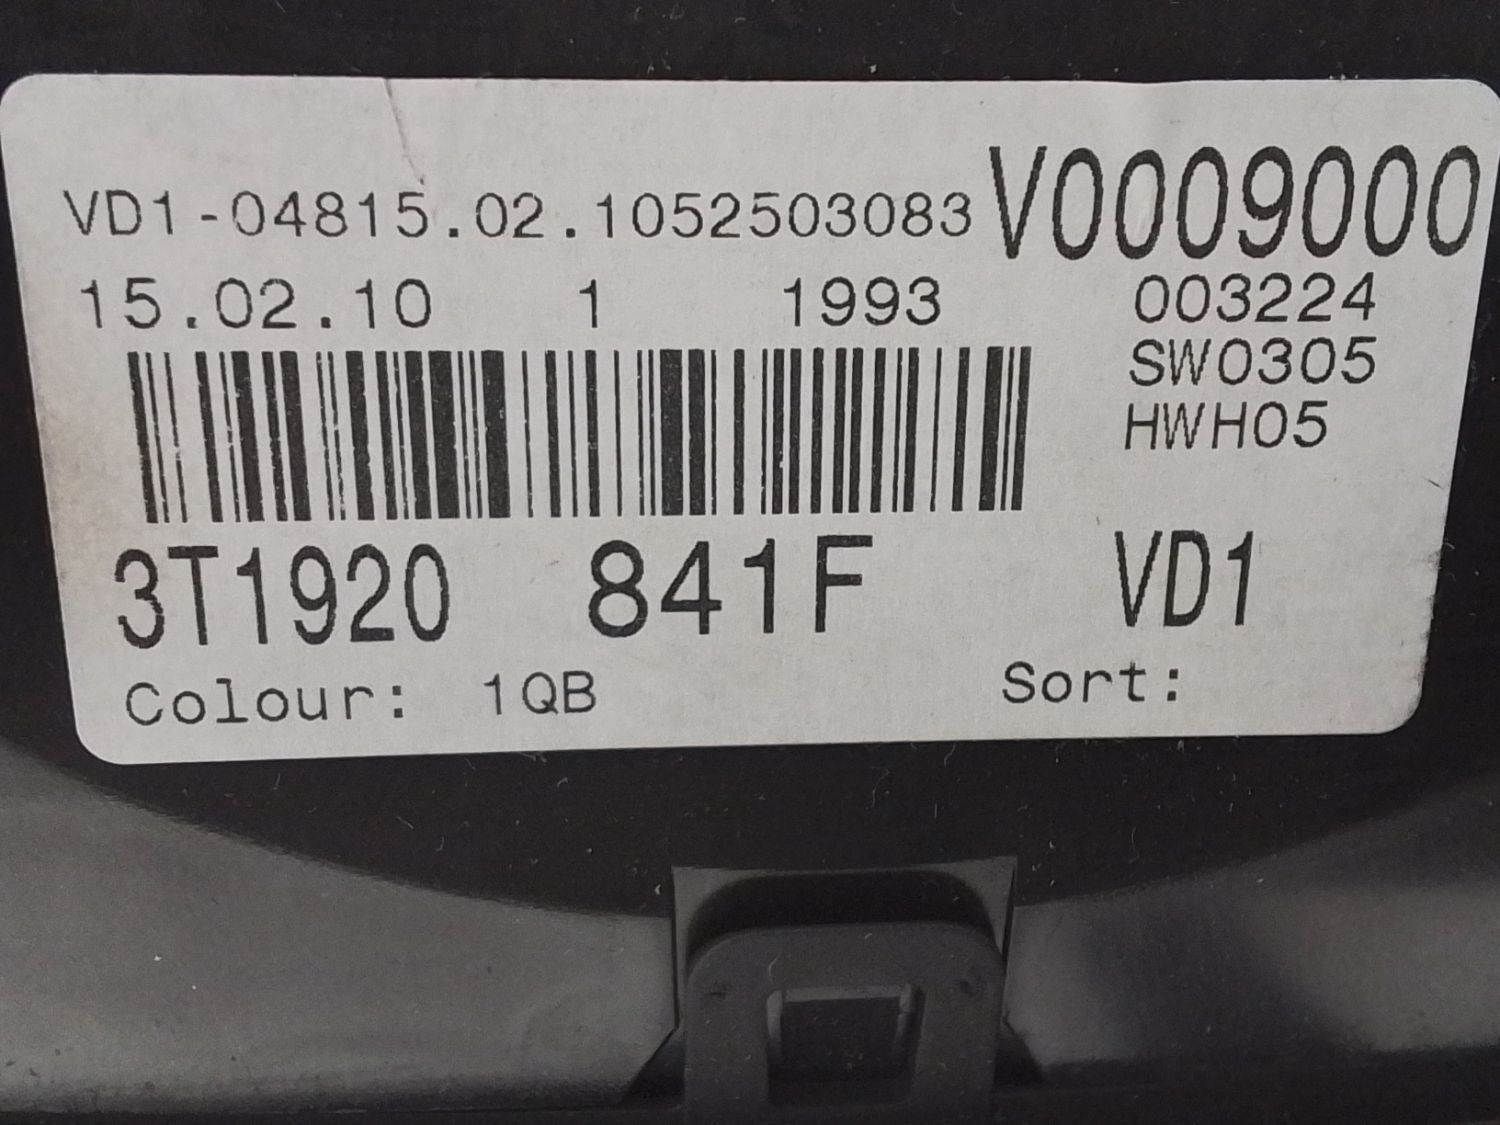 VD1-04815.02.1052503083 V0009000
15.02.10 1 1993 003224
SW0305
HWH05
3T1920 841F VD1
Colour: 1QB Sort: